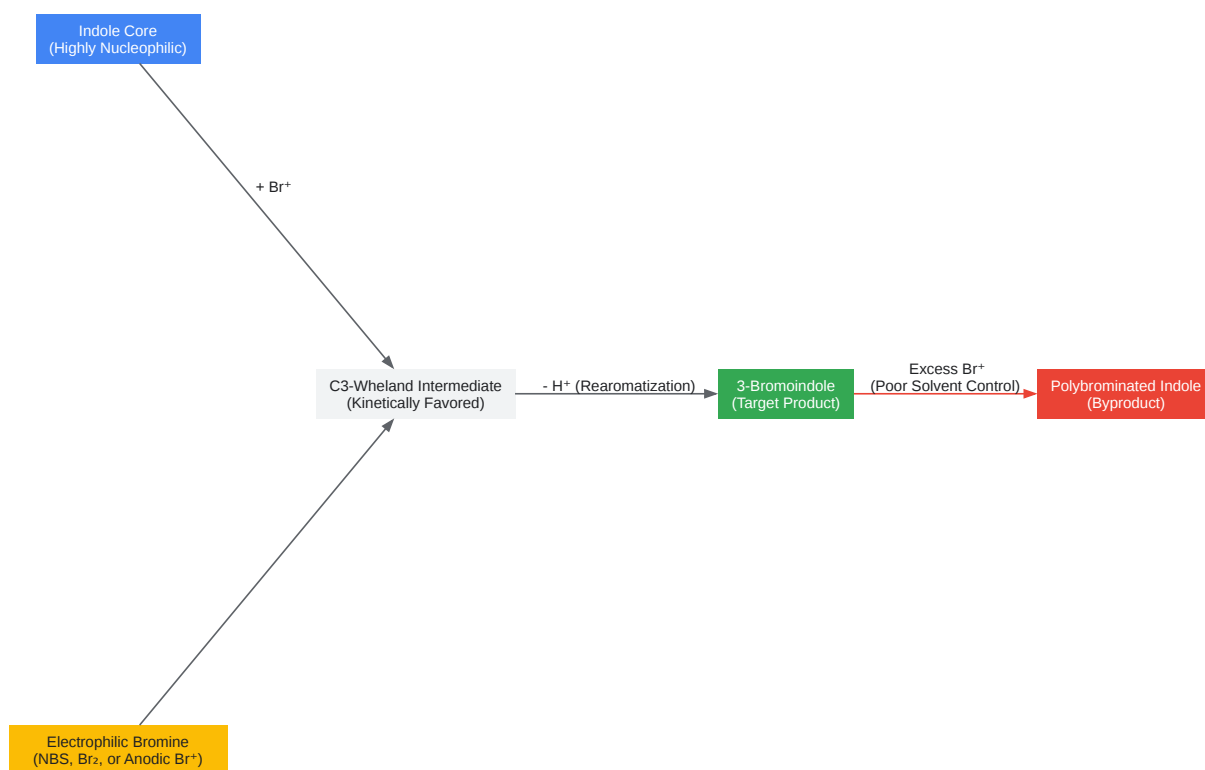 Indole Core
(Highly Nucleophilic)
+ Br⁺
C3-Wheland Intermediate
(Kinetically Favored)
- H⁺ (Rearomatization)
3-Bromoindole
(Target Product)
Excess Br⁺
(Poor Solvent Control)
Polybrominated Indole
(Byproduct)
Electrophilic Bromine
(NBS, Br₂, or Anodic Br⁺)